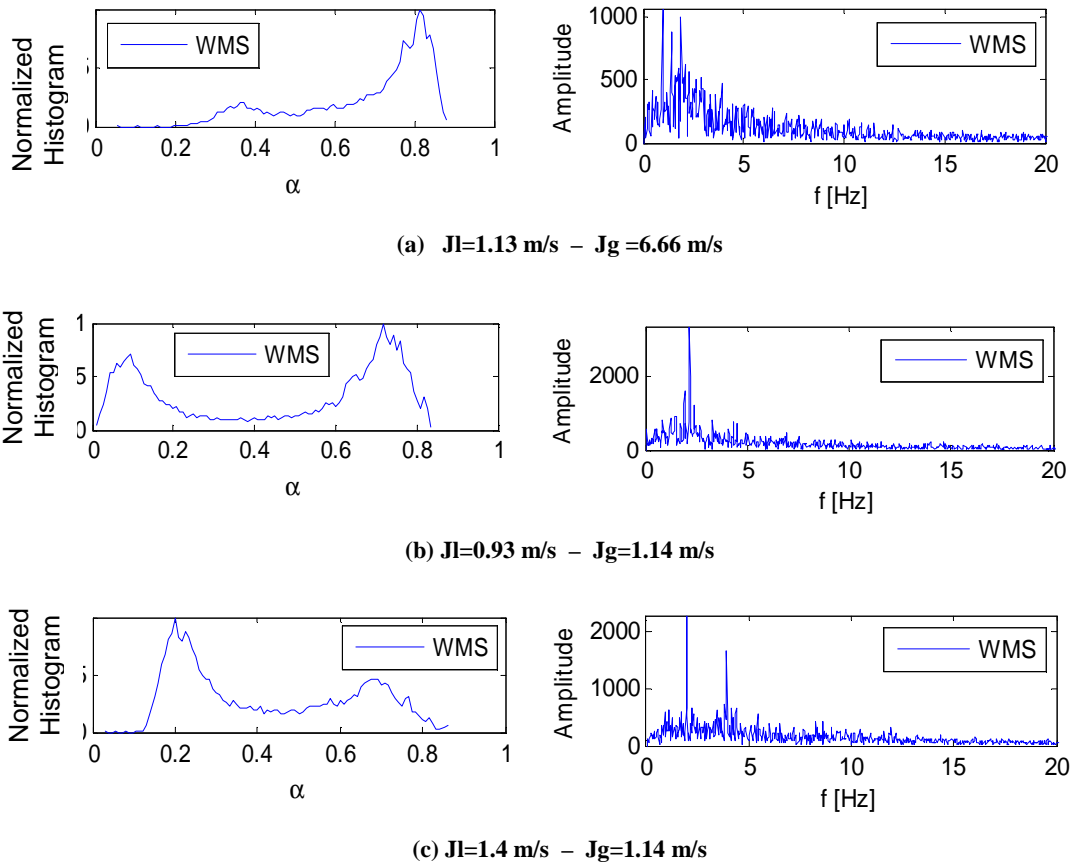 Normalized
Histogram
WMS
0 0.2 0.4 0.6 0.8 1
α
Amplitude
1000
500
0
WMS
0 5 10 15 20
f [Hz]
(a) Jl=1.13 m/s – Jg =6.66 m/s
Normalized
Histogram
1
5
0
WMS
0 0.2 0.4 0.6 0.8 1
α
Amplitude
2000
0
WMS
0 5 10 15 20
f [Hz]
(b) Jl=0.93 m/s – Jg=1.14 m/s
Normalized
Histogram
WMS
0 0.2 0.4 0.6 0.8 1
α
Amplitude
2000
1000
0
WMS
0 5 10 15 20
f [Hz]
(c) Jl=1.4 m/s – Jg=1.14 m/s